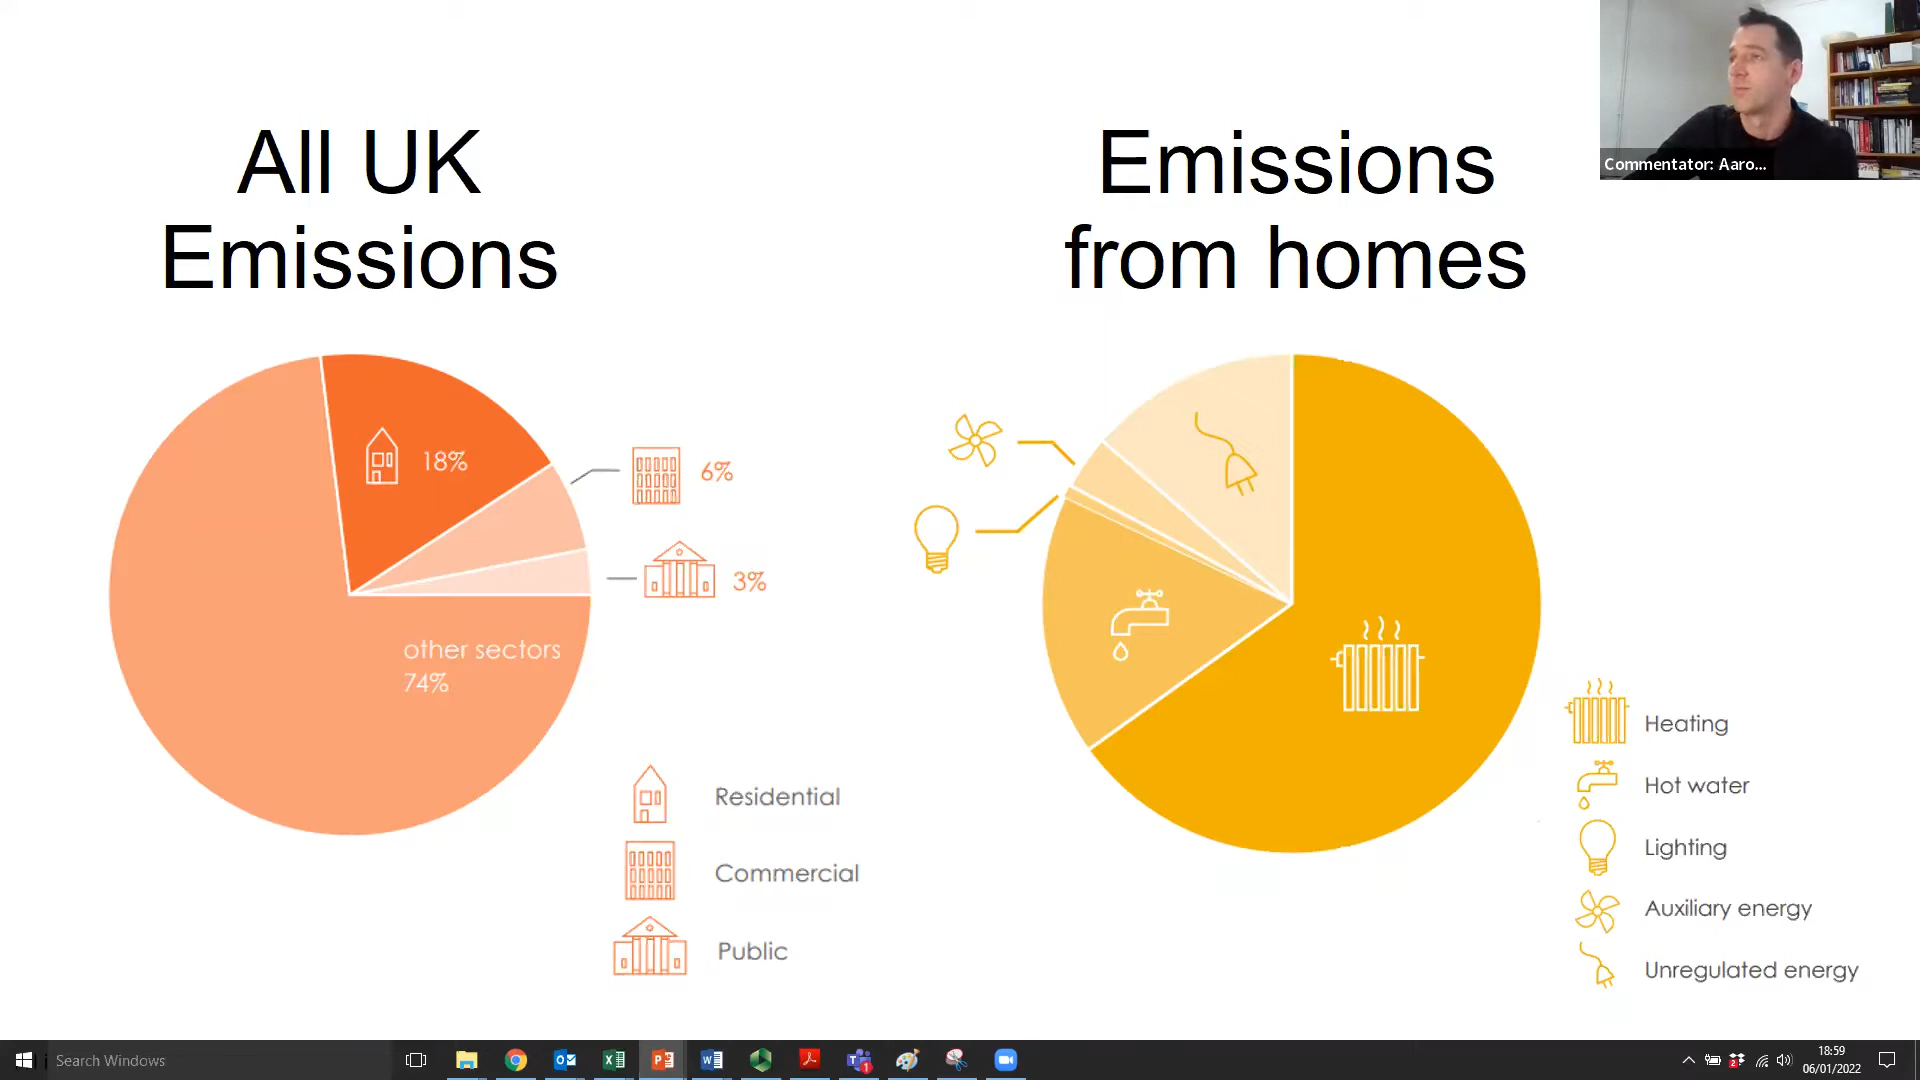 All UK
Emissions
Emissions
from homes
Commentator: Aaro...
18%
6%
3%
other sectors
74%
Residential
Commercial
Public
Heating
Hot water
Lighting
Auxiliary energy
Unregulated energy
Search Windows
18:59
06/01/2022